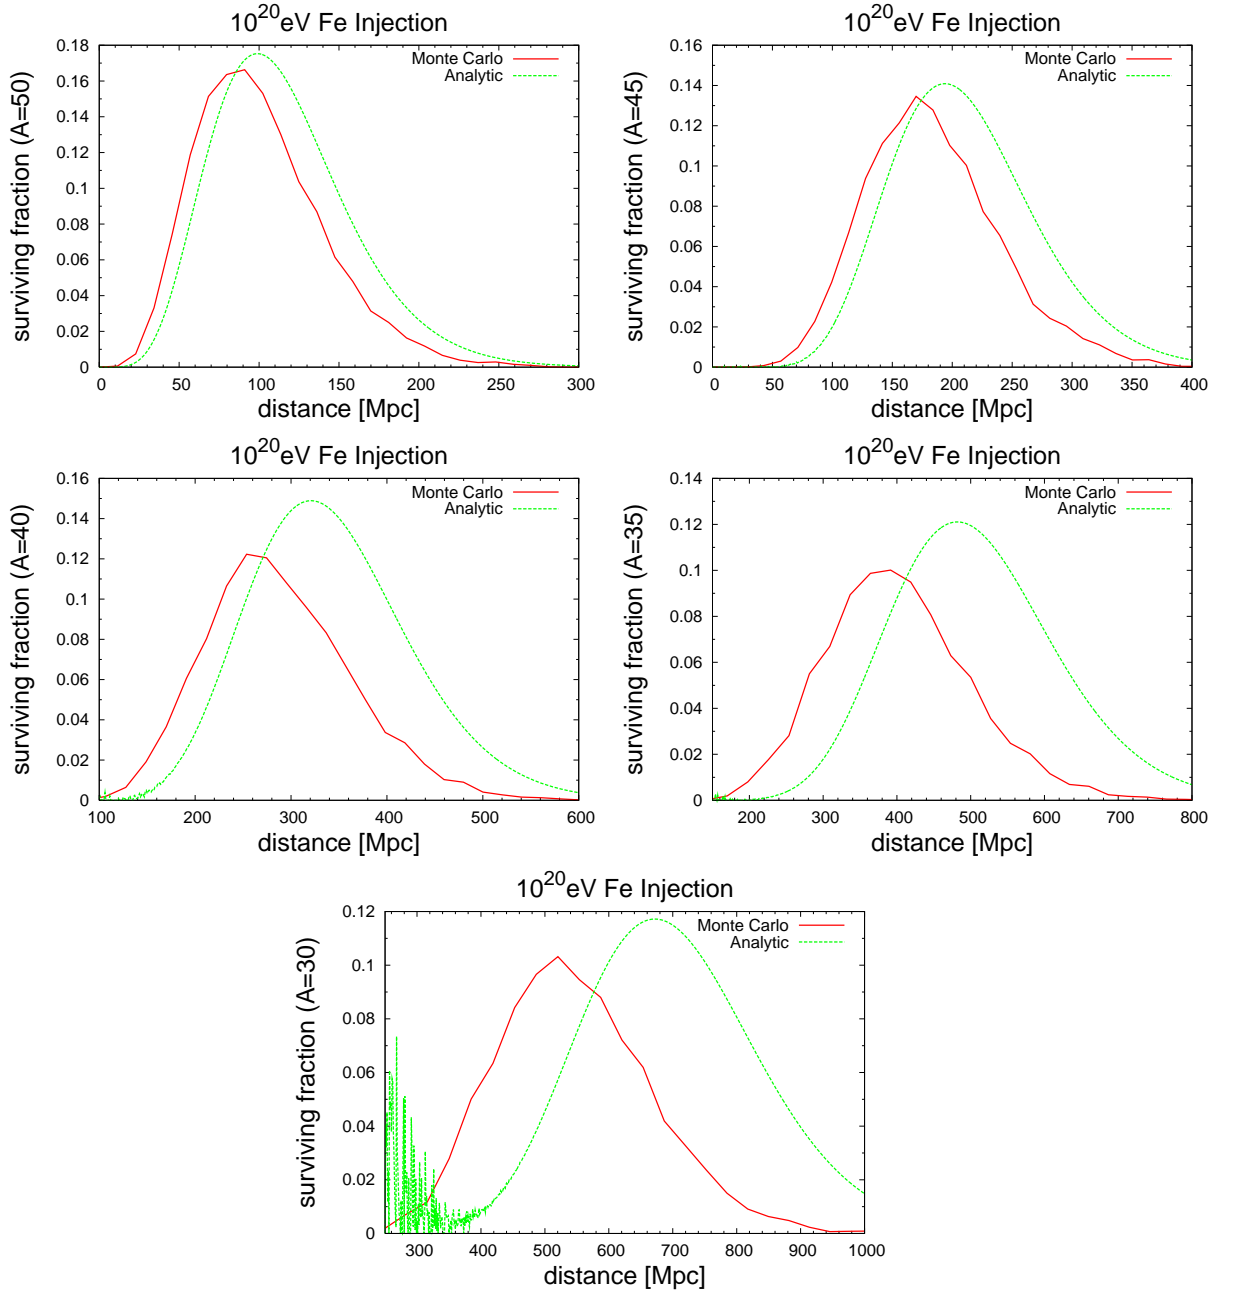 10^20eV Fe Injection
surviving fraction (A=50)
Monte Carlo
Analytic
0.18
0.16
0.14
0.12
0.1
0.08
0.06
0.04
0.02
0
0 50 100 150 200 250 300
distance [Mpc]
10^20eV Fe Injection
surviving fraction (A=45)
Monte Carlo
Analytic
0.16
0.14
0.12
0.1
0.08
0.06
0.04
0.02
0
0 50 100 150 200 250 300 350 400
distance [Mpc]
10^20eV Fe Injection
surviving fraction (A=40)
Monte Carlo
Analytic
0.16
0.14
0.12
0.1
0.08
0.06
0.04
0.02
0
100 200 300 400 500 600
distance [Mpc]
10^20eV Fe Injection
surviving fraction (A=35)
Monte Carlo
Analytic
0.14
0.12
0.1
0.08
0.06
0.04
0.02
0
200 300 400 500 600 700 800
distance [Mpc]
10^20eV Fe Injection
surviving fraction (A=30)
Monte Carlo
Analytic
0.12
0.1
0.08
0.06
0.04
0.02
0
300 400 500 600 700 800 900 1000
distance [Mpc]